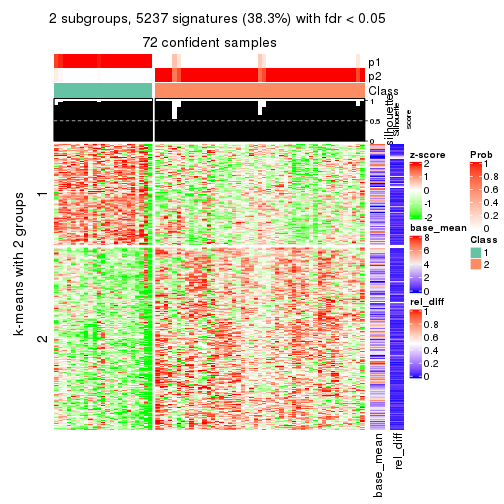 2 subgroups, 5237 signatures (38.3%) with fdr < 0.05
72 confident samples
p1
p2
Class
silhouette
Silhouette
score
1
0.5
0
k-means with 2 groups
1
2
base_mean
rel_diff
z-score
2
1
0
-1
-2
base_mean
8
6
4
2
0
rel_diff
1
0.8
0.6
0.4
0.2
0
Prob
1
0.8
0.6
0.4
0.2
0
Class
1
2